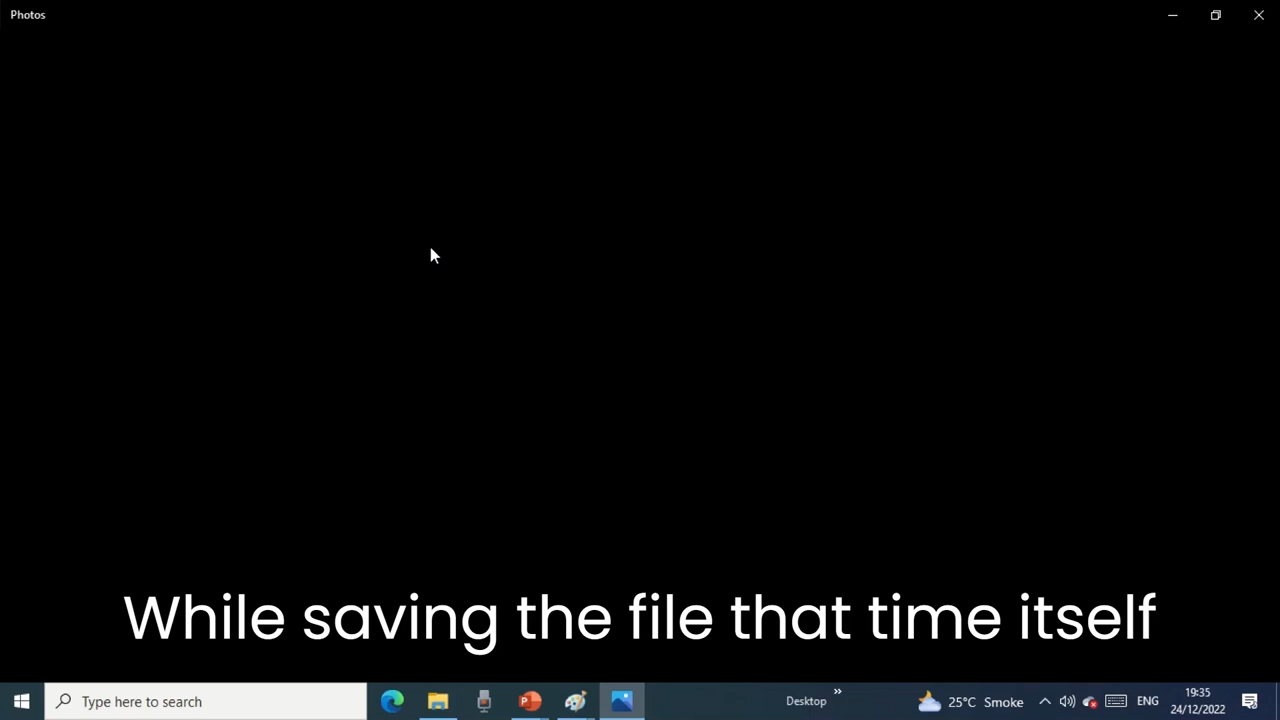 Photos
While saving the file that time itself
Type here to search
Desktop
25°C Smoke
ENG
19:35
24/12/2022